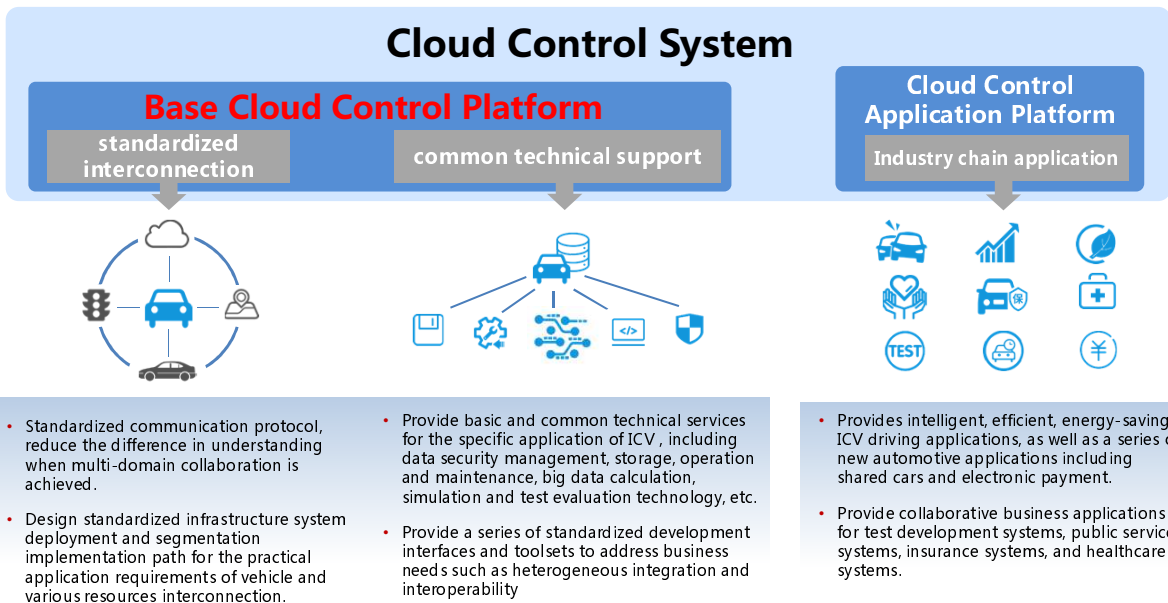 Cloud Control System
Base Cloud Control Platform
standardized
interconnection
common technical support
Cloud Control
Application Platform
Industry chain application
保
</>
TEST
¥
• Standardized communication protocol,
reduce the difference in understanding
when multi-domain collaboration is
achieved.
• Design standardized infrastructure system
deployment and segmentation
implementation path for the practical
application requirements of vehicle and
various resources interconnection.
• Provide basic and common technical services
for the specific application of ICV , including
data security management, storage, operation
and maintenance, big data calculation,
simulation and test evaluation technology, etc.
• Provide a series of standardized development
interfaces and toolsets to address business
needs such as heterogeneous integration and
interoperability
• Provides intelligent, efficient, energy-saving
ICV driving applications, as well as a series
new automotive applications including
shared cars and electronic payment.
• Provide collaborative business applications
for test development systems, public service
systems, insurance systems, and healthcare
systems.